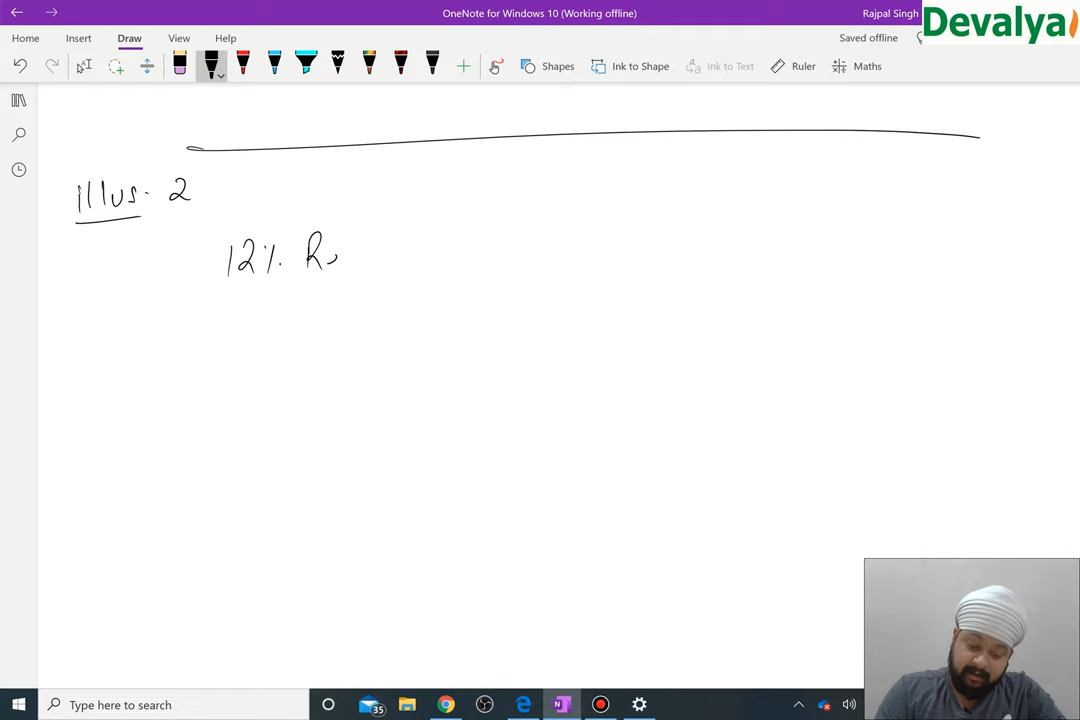 OneNote for Windows 10 (Working offline)
Rajpal Singh
Devalya
Home Insert Draw View Help
Saved offline
Shapes Ink to Shape Ink to Text Ruler Maths
Illus - 2
12% R
Type here to search
35